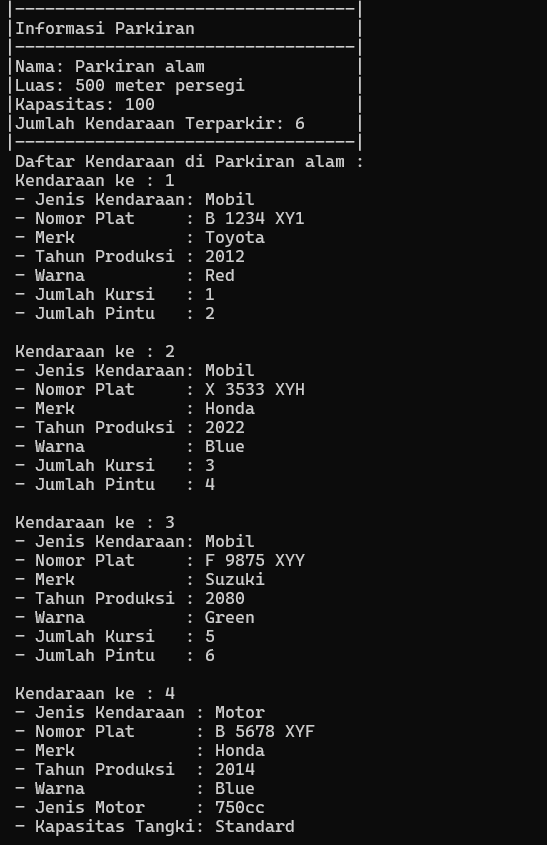 |----------------------------------|
|Informasi Parkiran                |
|----------------------------------|
|Nama: Parkiran alam               |
|Luas: 500 meter persegi           |
|Kapasitas: 100                    |
|Jumlah Kendaraan Terparkir: 6     |
|----------------------------------|
Daftar Kendaraan di Parkiran alam :
Kendaraan ke : 1
- Jenis Kendaraan: Mobil
- Nomor Plat     : B 1234 XY1
- Merk           : Toyota
- Tahun Produksi : 2012
- Warna          : Red
- Jumlah Kursi   : 1
- Jumlah Pintu   : 2

Kendaraan ke : 2
- Jenis Kendaraan: Mobil
- Nomor Plat     : X 3533 XYH
- Merk           : Honda
- Tahun Produksi : 2022
- Warna          : Blue
- Jumlah Kursi   : 3
- Jumlah Pintu   : 4

Kendaraan ke : 3
- Jenis Kendaraan: Mobil
- Nomor Plat     : F 9875 XYY
- Merk           : Suzuki
- Tahun Produksi : 2080
- Warna          : Green
- Jumlah Kursi   : 5
- Jumlah Pintu   : 6

Kendaraan ke : 4
- Jenis Kendaraan : Motor
- Nomor Plat      : B 5678 XYF
- Merk            : Honda
- Tahun Produksi  : 2014
- Warna           : Blue
- Jenis Motor     : 750cc
- Kapasitas Tangki: Standard